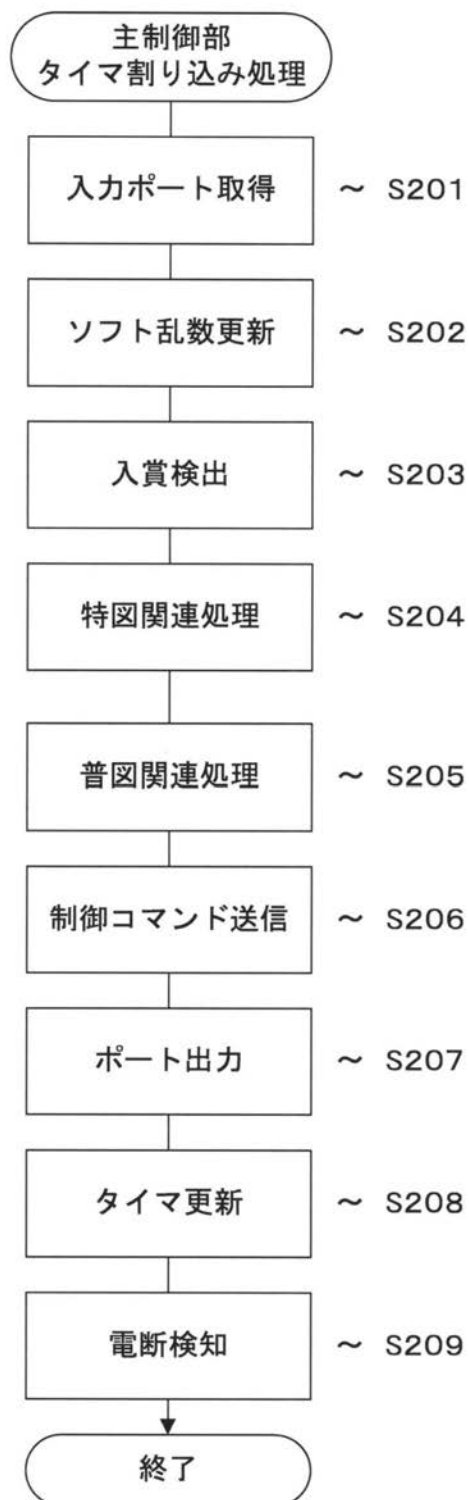 主制御部
タイマ割り込み処理
入力ポート取得 ～ S201
ソフト乱数更新 ～ S202
入賞検出 ～ S203
特図関連処理 ～ S204
普図関連処理 ～ S205
制御コマンド送信 ～ S206
ポート出力 ～ S207
タイマ更新 ～ S208
電断検知 ～ S209
終了